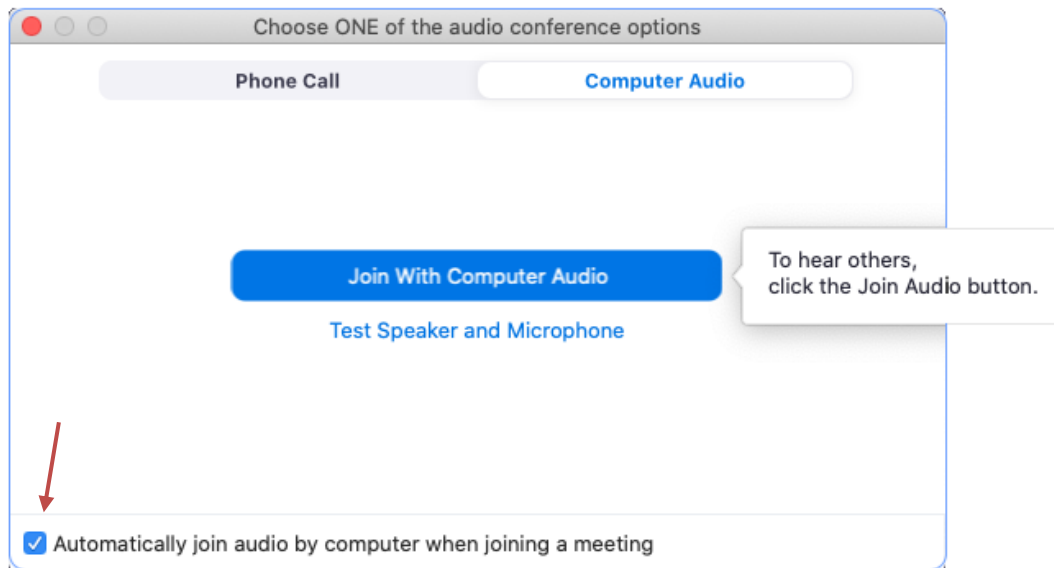 Choose ONE of the audio conference options
Phone Call
Computer Audio
Join With Computer Audio
To hear others,
click the Join Audio button.
Test Speaker and Microphone
Automatically join audio by computer when joining a meeting